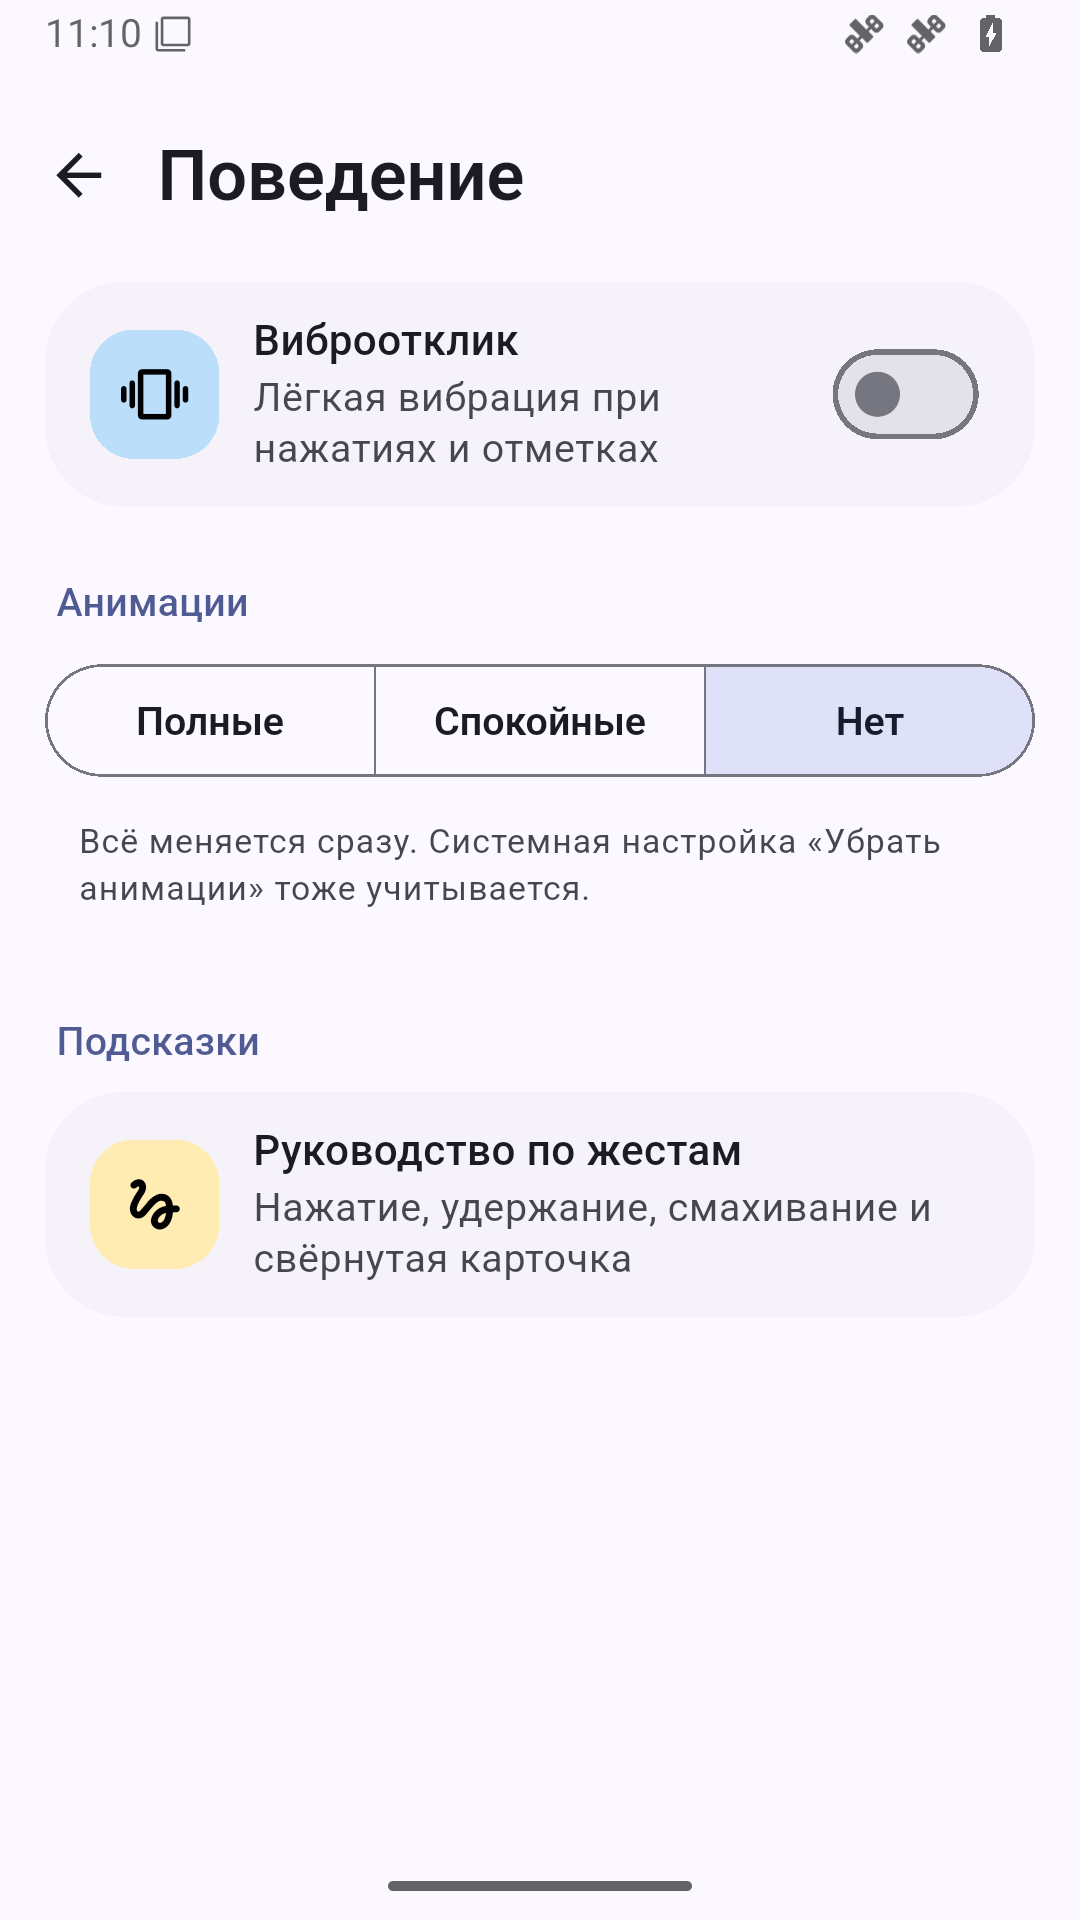 11:10
Поведение
Виброотклик
Лёгкая вибрация при
нажатиях и отметках
Анимации
Полные
Спокойные
Нет
Всё меняется сразу. Системная настройка «Убрать
анимации» тоже учитывается.
Подсказки
Руководство по жестам
Нажатие, удержание, смахивание и
свёрнутая карточка